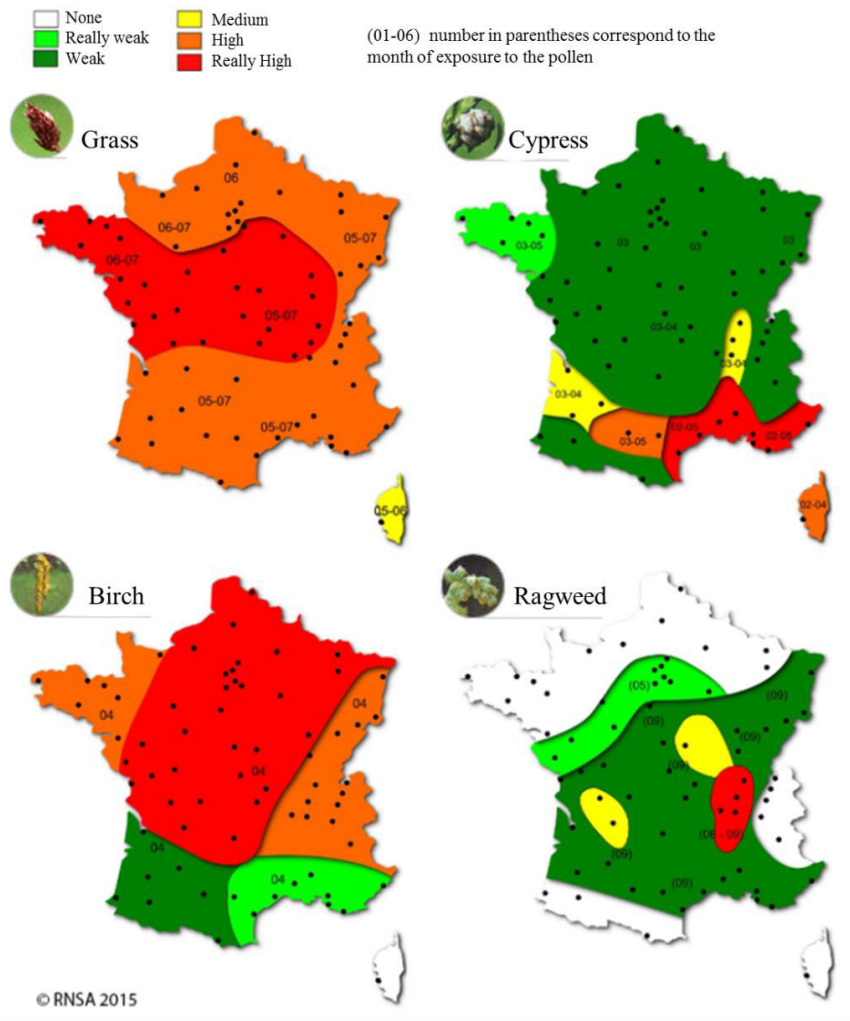 None
Really weak
Weak
Medium
High
Really High
(01-06) number in parentheses correspond to the
month of exposure to the pollen
Grass
06
06-07
05-07
06-07
05-07
05-07
05-07
05-06
Cypress
03-05
03
03
03
03-04
03-04
03-04
03-05
02-05
02-05
02-04
Birch
04
04
04
04
04
Ragweed
(05)
(09)
(09)
(09)
(09)
(08 - 09)
(09)
(09)
© RNSA 2015